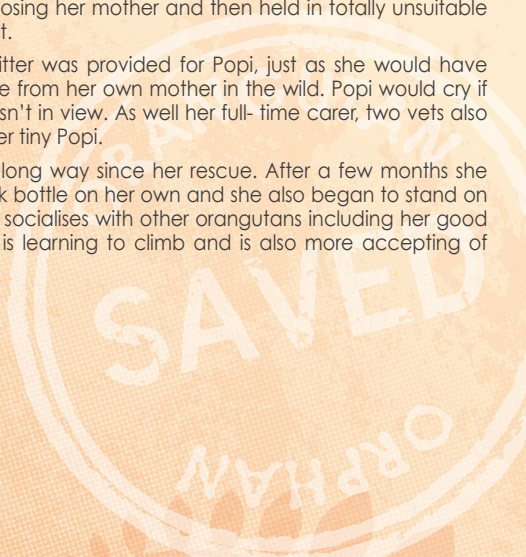 osing her mother and then held in totally unsuitable
t.
itter was provided for Popi, just as she would have
e from her own mother in the wild. Popi would cry if
sn't in view. As well her full- time carer, two vets also
er tiny Popi.
long way since her rescue. After a few months she
k bottle on her own and she also began to stand on
socialises with other orangutans including her good
is learning to climb and is also more accepting of
ORANGUTAN
SAVED
ORPHAN